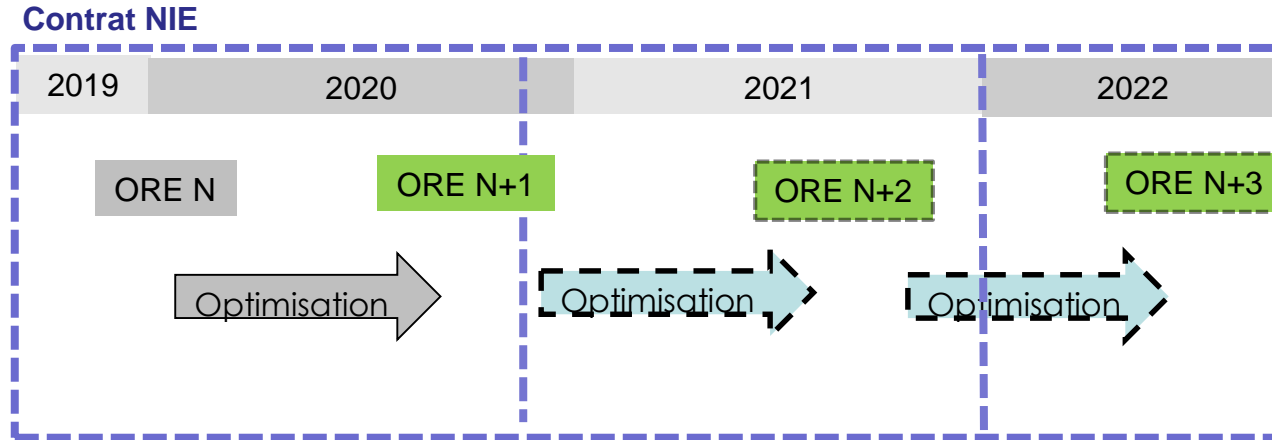 Contrat NIE
2019
2020
2021
2022
ORE N
ORE N+1
ORE N+2
ORE N+3
Optimisation
Optimisation
Optimisation